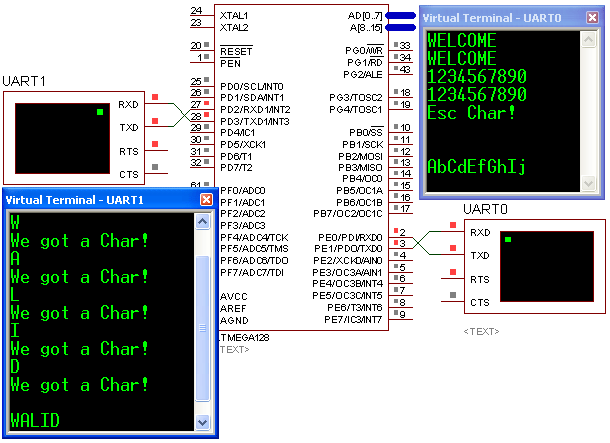 24
23
XTAL1
XTAL2
AD[0..7]
A[8..15]
20
1
RESET
PEN
PG0/WR
PG1/RD
PG2/ALE
33
34
43
25
26
27
28
29
30
31
32
PD0/SCL/INT0
PD1/SDA/INT1
PD2/RXD1/INT2
PD3/TXD1/INT3
PD4/IC1
PD5/XCK1
PD6/T1
PD7/T2
PG3/TOSC2
PG4/TOSC1
18
19
PB0/SS
PB1/SCK
PB2/MOSI
PB3/MISO
PB4/OC0
PB5/OC1A
PB6/OC1B
PB7/OC2/OC1C
10
11
12
13
14
15
16
17
61
PF0/ADC0
PF1/ADC1
PF2/ADC2
PF3/ADC3
PF4/ADC4/TCK
PF5/ADC5/TMS
PF6/ADC6/TDO
PF7/ADC7/TDI
PE0/PDI/RXD0
PE1/PDO/TXD0
PE2/XCK0/AIN0
PE3/OC3A/AIN1
PE4/OC3B/INT4
PE5/OC3C/INT5
PE6/T3/INT6
PE7/IC3/INT7
2
3
4
5
6
7
8
9
AVCC
AREF
AGND
TMEGA128
TEXT>
UART1
RXD
TXD
RTS
CTS
Virtual Terminal - UART0
WELCOME
WELCOME
1234567890
1234567890
Esc Char!
AbCdEfGhIj
Virtual Terminal - UART1
W
We got a Char!
A
We got a Char!
L
We got a Char!
I
We got a Char!
D
We got a Char!
WALID
UART0
RXD
TXD
RTS
CTS
<TEXT>